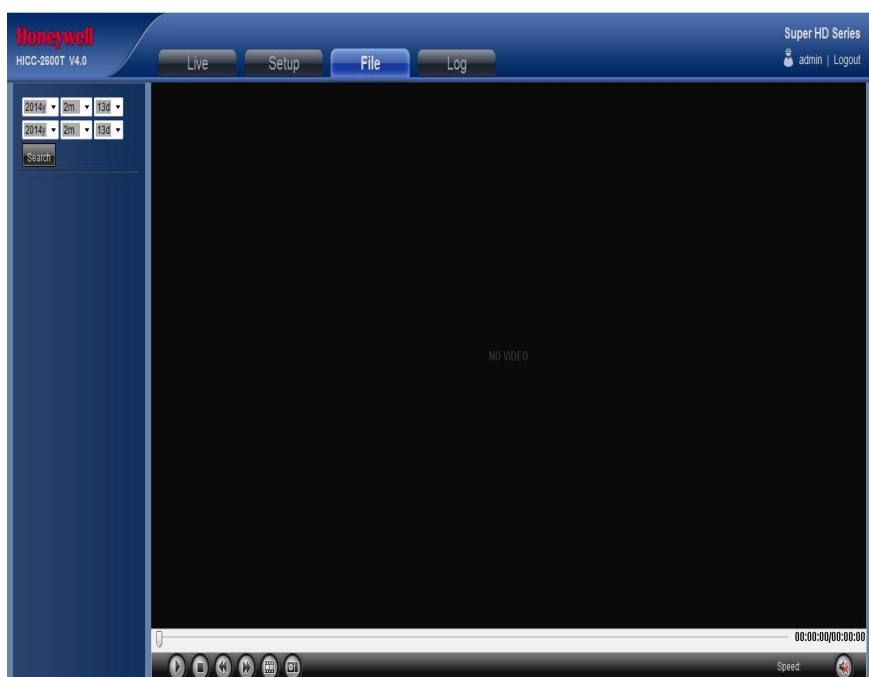 Honeywell
HICC-2600T V4.0
Live Setup File Log
Super HD Series
admin | Logout
2014y 2m 13d
2014y 2m 13d
Search
NO VIDEO
00:00:00/00:00:00
Speed: